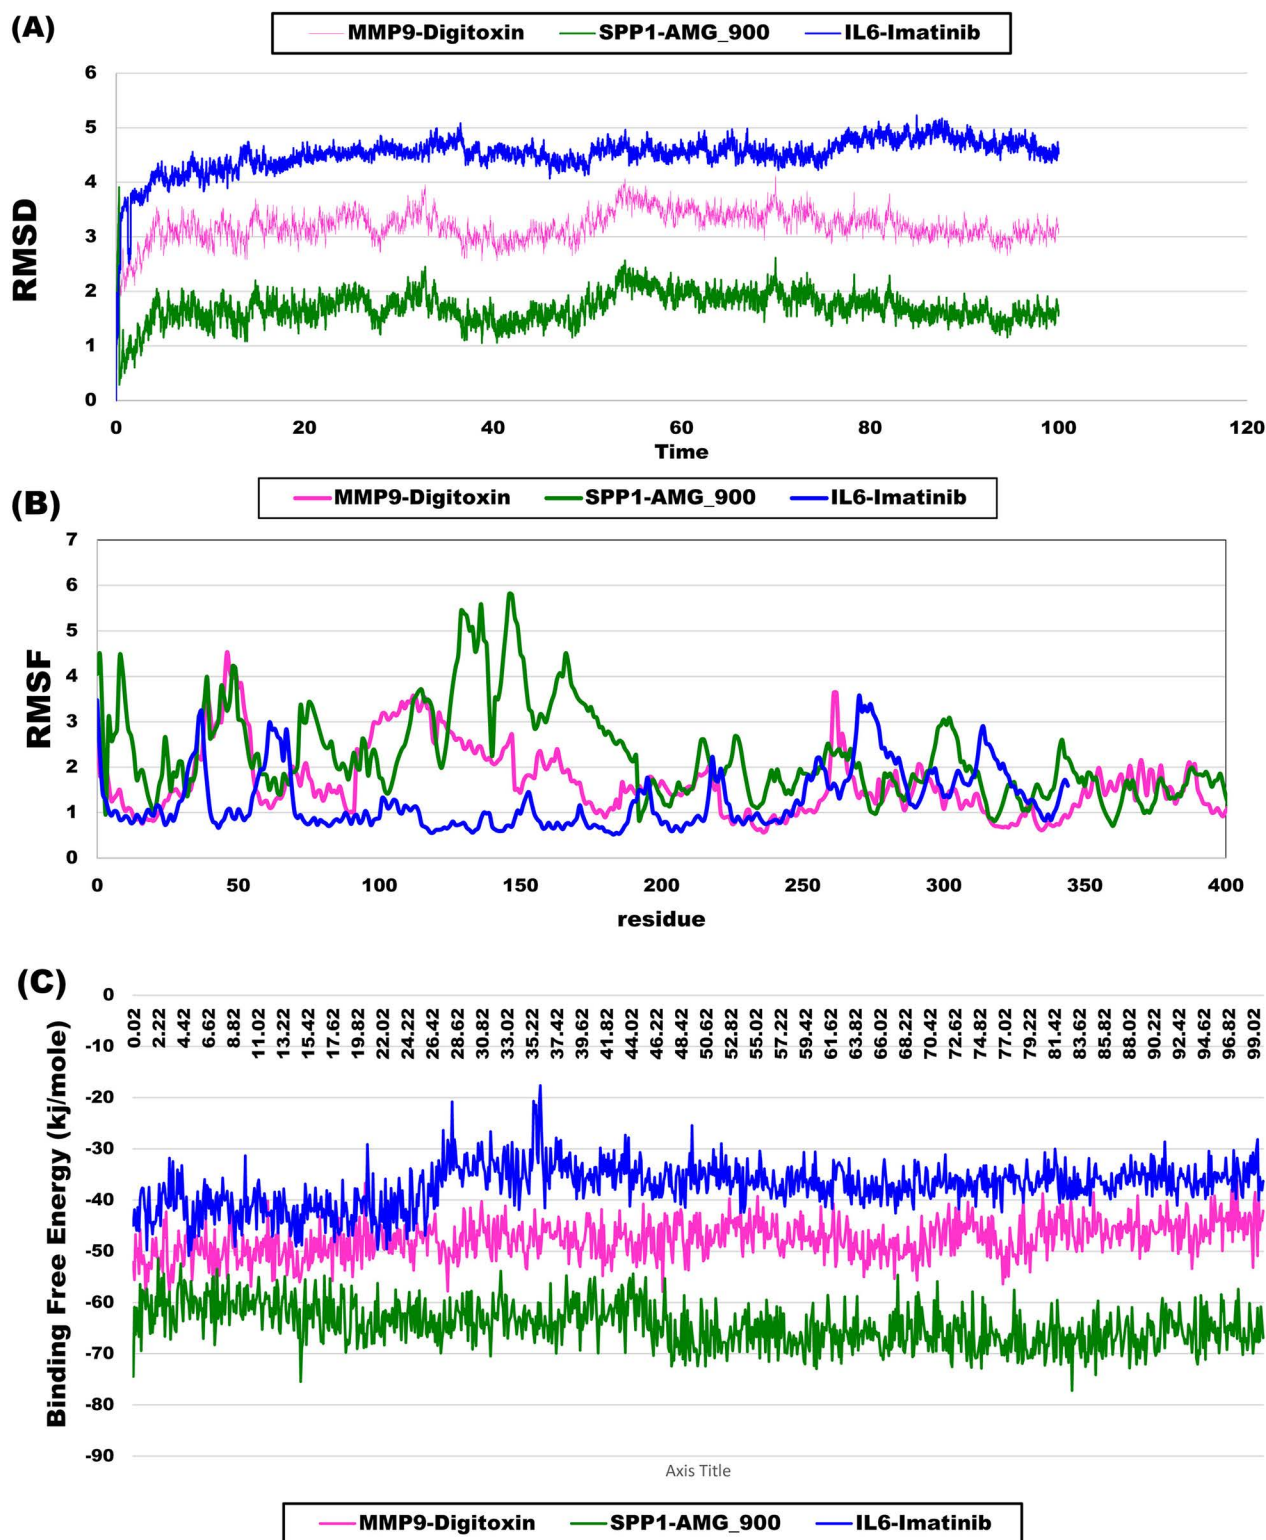 (A)
MMP9-Digitoxin SPP1-AMG_900 IL6-Imatinib
6
5
4
3
2
1
0
RMSD
0 20 40 60 80 100 120
Time
(B)
MMP9-Digitoxin SPP1-AMG_900 IL6-Imatinib
7
6
5
4
3
2
1
0
RMSF
0 50 100 150 200 250 300 350 400
residue
(C)
0
-10
-20
-30
-40
-50
-60
-70
-80
-90
Binding Free Energy (kj/mole)
0.02 2.22 4.42 6.62 8.82 11.02 13.22 15.42 17.62 19.82 22.02 24.22 26.42 28.62 30.82 33.02 35.22 37.42 39.62 41.82 44.02 46.22 48.42 50.62 52.82 55.02 57.22 59.42 61.62 63.82 66.02 68.22 70.42 72.62 74.82 77.02 79.22 81.42 83.62 85.82 88.02 90.22 92.42 94.62 96.82 99.02
Axis Title
MMP9-Digitoxin SPP1-AMG_900 IL6-Imatinib